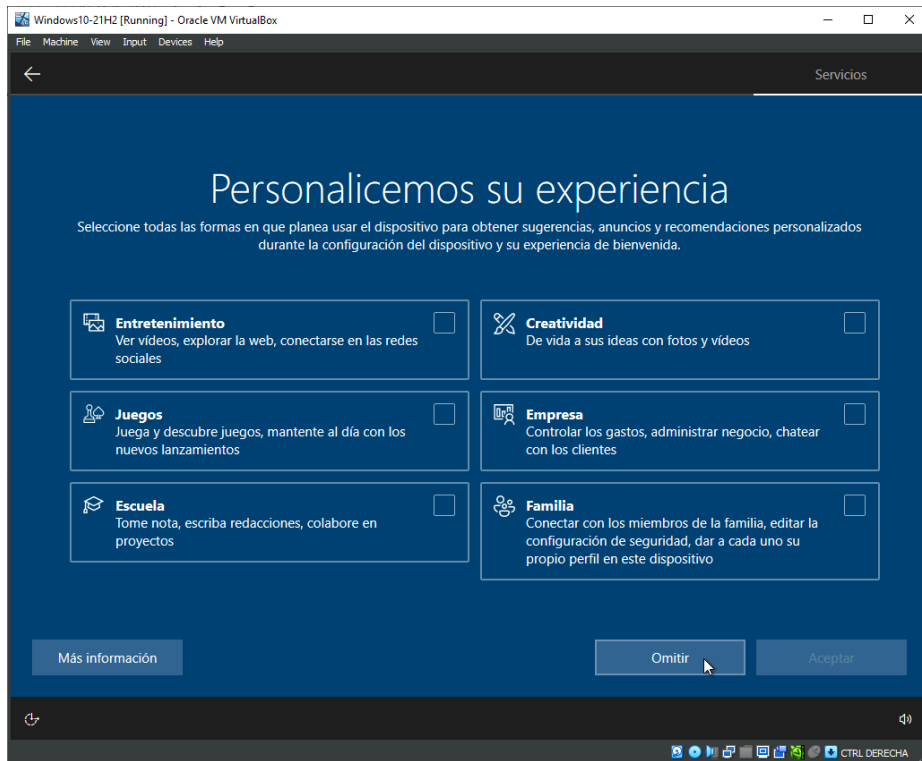 Windows10-21H2 [Running] - Oracle VM VirtualBox
File Machine View Input Devices Help
Servicios
Personalicemos su experiencia
Seleccione todas las formas en que planea usar el dispositivo para obtener sugerencias, anuncios y recomendaciones personalizados
durante la configuración del dispositivo y su experiencia de bienvenida.
Entretenimiento
Ver vídeos, explorar la web, conectarse en las redes
sociales
Creatividad
De vida a sus ideas con fotos y vídeos
Juegos
Juega y descubre juegos, mantente al día con los
nuevos lanzamientos
Empresa
Controlar los gastos, administrar negocio, chatear
con los clientes
Escuela
Tome nota, escriba redacciones, colabore en
proyectos
Familia
Conectar con los miembros de la familia, editar la
configuración de seguridad, dar a cada uno su
propio perfil en este dispositivo
Más información
Omitir
Aceptar
CTRL DERECHA